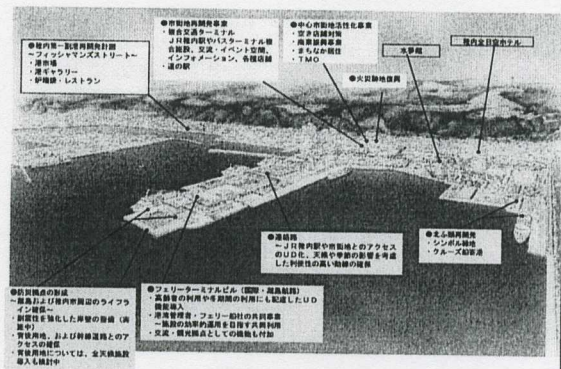 ●稚内第一副港再開発計画
～フィッシャマンズストリート～
・港市場
・港ギャラリー
・炉端焼・レストラン
●市街地再開発事業
・複合交通ターミナル
JR稚内駅やバスターミナル複
合施設、交流・イベント空間、
インフォメーション、各種店舗
・道の駅
●中心市街地活性化事業
・空き店舗対策
・商業振興事業
・まちなか居住
・TMO
●火災跡地復興
水夢館
稚内全日空ホテル
●連絡路
～JR稚内駅や市街地とのアクセス
のUD化、天候や季節の影響を考慮
した利便性の高い動線の確保
●北ふ頭再開発
・シンボル緑地
・クルーズ船寄港
●防災拠点の形成
～離島および稚内市周辺のライフラ
イン確保～
・耐震性を強化した岸壁の整備（実
施中）
・背後用地、および幹線道路とのア
クセスの確保
・背後用地については、全天候施設
導入も検討中
●フェリーターミナルビル（国際・離島航路）
・高齢者の利用や冬期間の利用にも配慮したUD
機能導入
・港湾管理者・フェリー船社の共同事業
～施設の効率的運用を目指す共同利用
・交流・観光拠点としての機能も付加